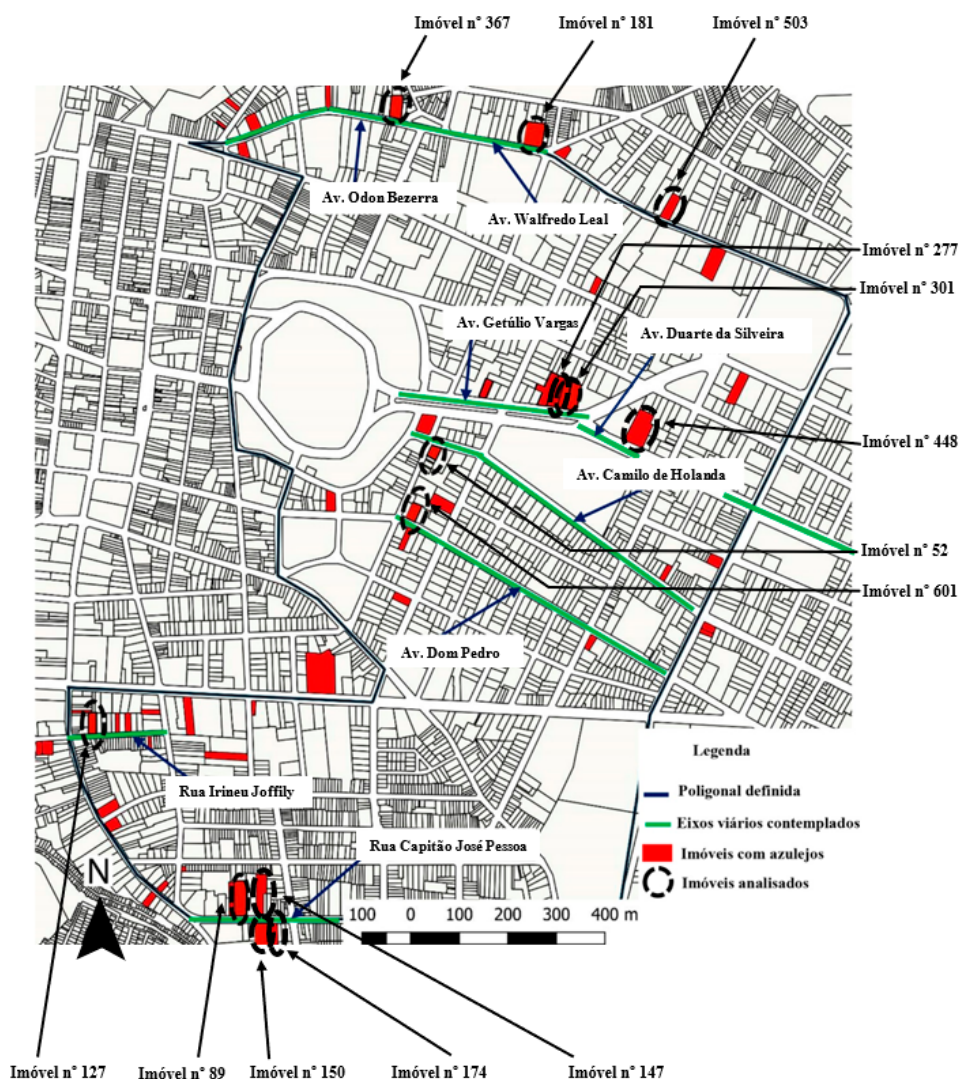 Imóvel n° 367
Imóvel n° 181
Imóvel n° 503
Av. Odon Bezerra
Av. Walfredo Leal
Imóvel n° 277
Imóvel n° 301
Av. Getúlio Vargas
Av. Duarte da Silveira
Imóvel n° 448
Av. Camilo de Holanda
Imóvel n° 52
Imóvel n° 601
Av. Dom Pedro
Legenda
Poligonal definida
Eixos viários contemplados
Imóveis com azulejos
Imóveis analisados
Rua Irineu Joffily
Rua Capitão José Pessoa
N
100 0 100 200 300 400 m
Imóvel n° 127
Imóvel n° 89
Imóvel n° 150
Imóvel n° 174
Imóvel n° 147